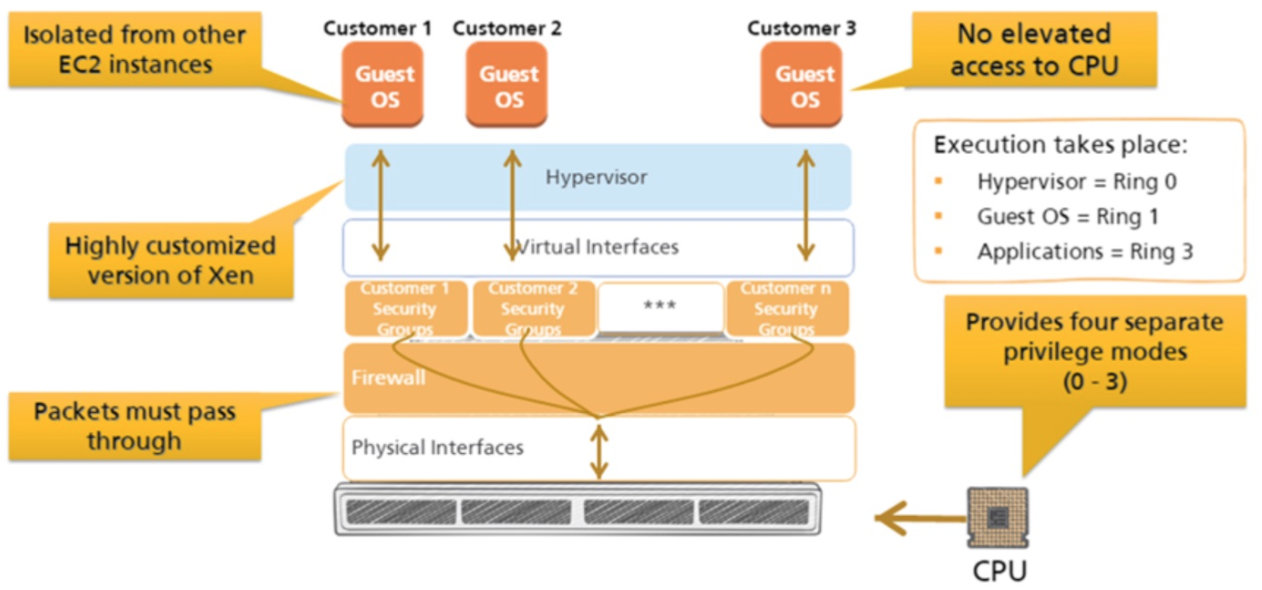 Isolated from other
EC2 instances
Customer 1
Customer 2
Customer 3
Guest
OS
Guest
OS
Guest
OS
No elevated
access to CPU
Execution takes place:
▪ Hypervisor = Ring 0
▪ Guest OS = Ring 1
▪ Applications = Ring 3
Hypervisor
Highly customized
version of Xen
Virtual Interfaces
Customer 1
Security
Groups
Customer 2
Security
Groups
***
Customer n
Security
Groups
Provides four separate
privilege modes
(0 - 3)
Firewall
Packets must pass
through
Physical Interfaces
CPU